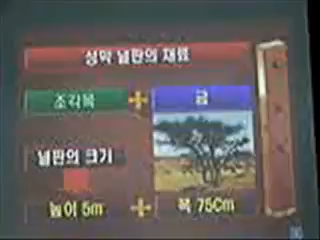 성막 널판의 재료
조각목 + 금
널판의 크기
높이 5m + 폭 75Cm